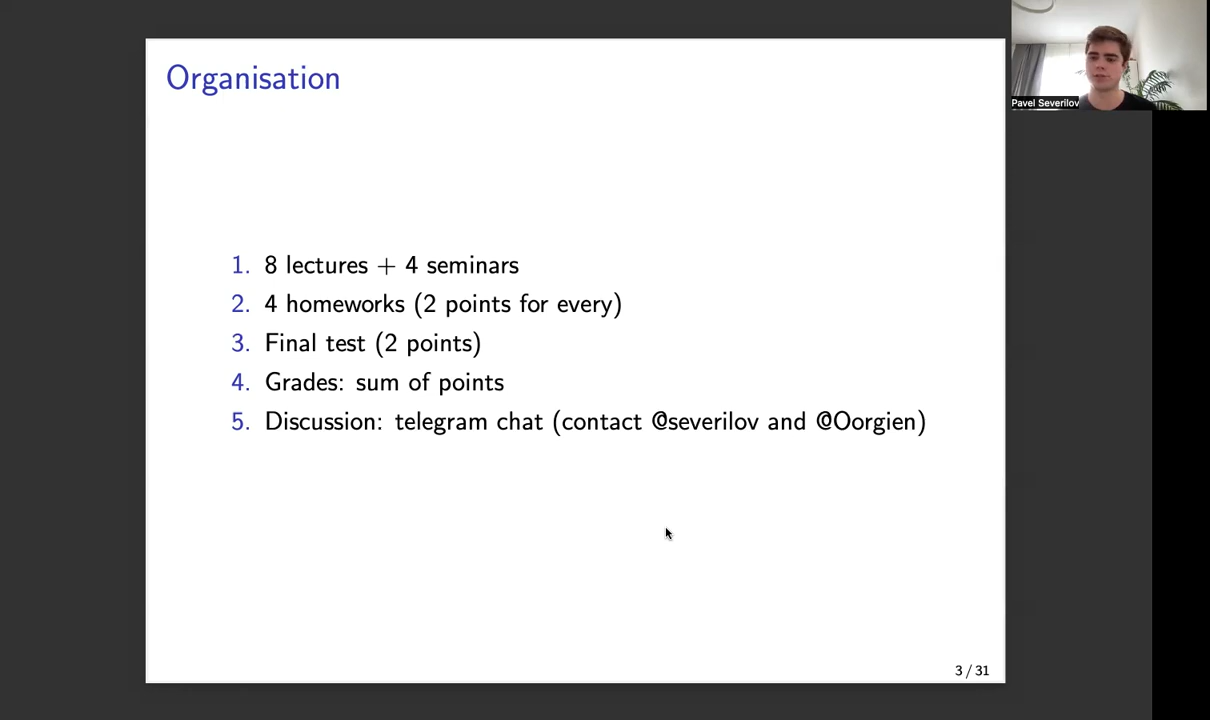 Organisation
1. 8 lectures + 4 seminars
2. 4 homeworks (2 points for every)
3. Final test (2 points)
4. Grades: sum of points
5. Discussion: telegram chat (contact @severilov and @Oorgien)
3 / 31
Pavel Severilov